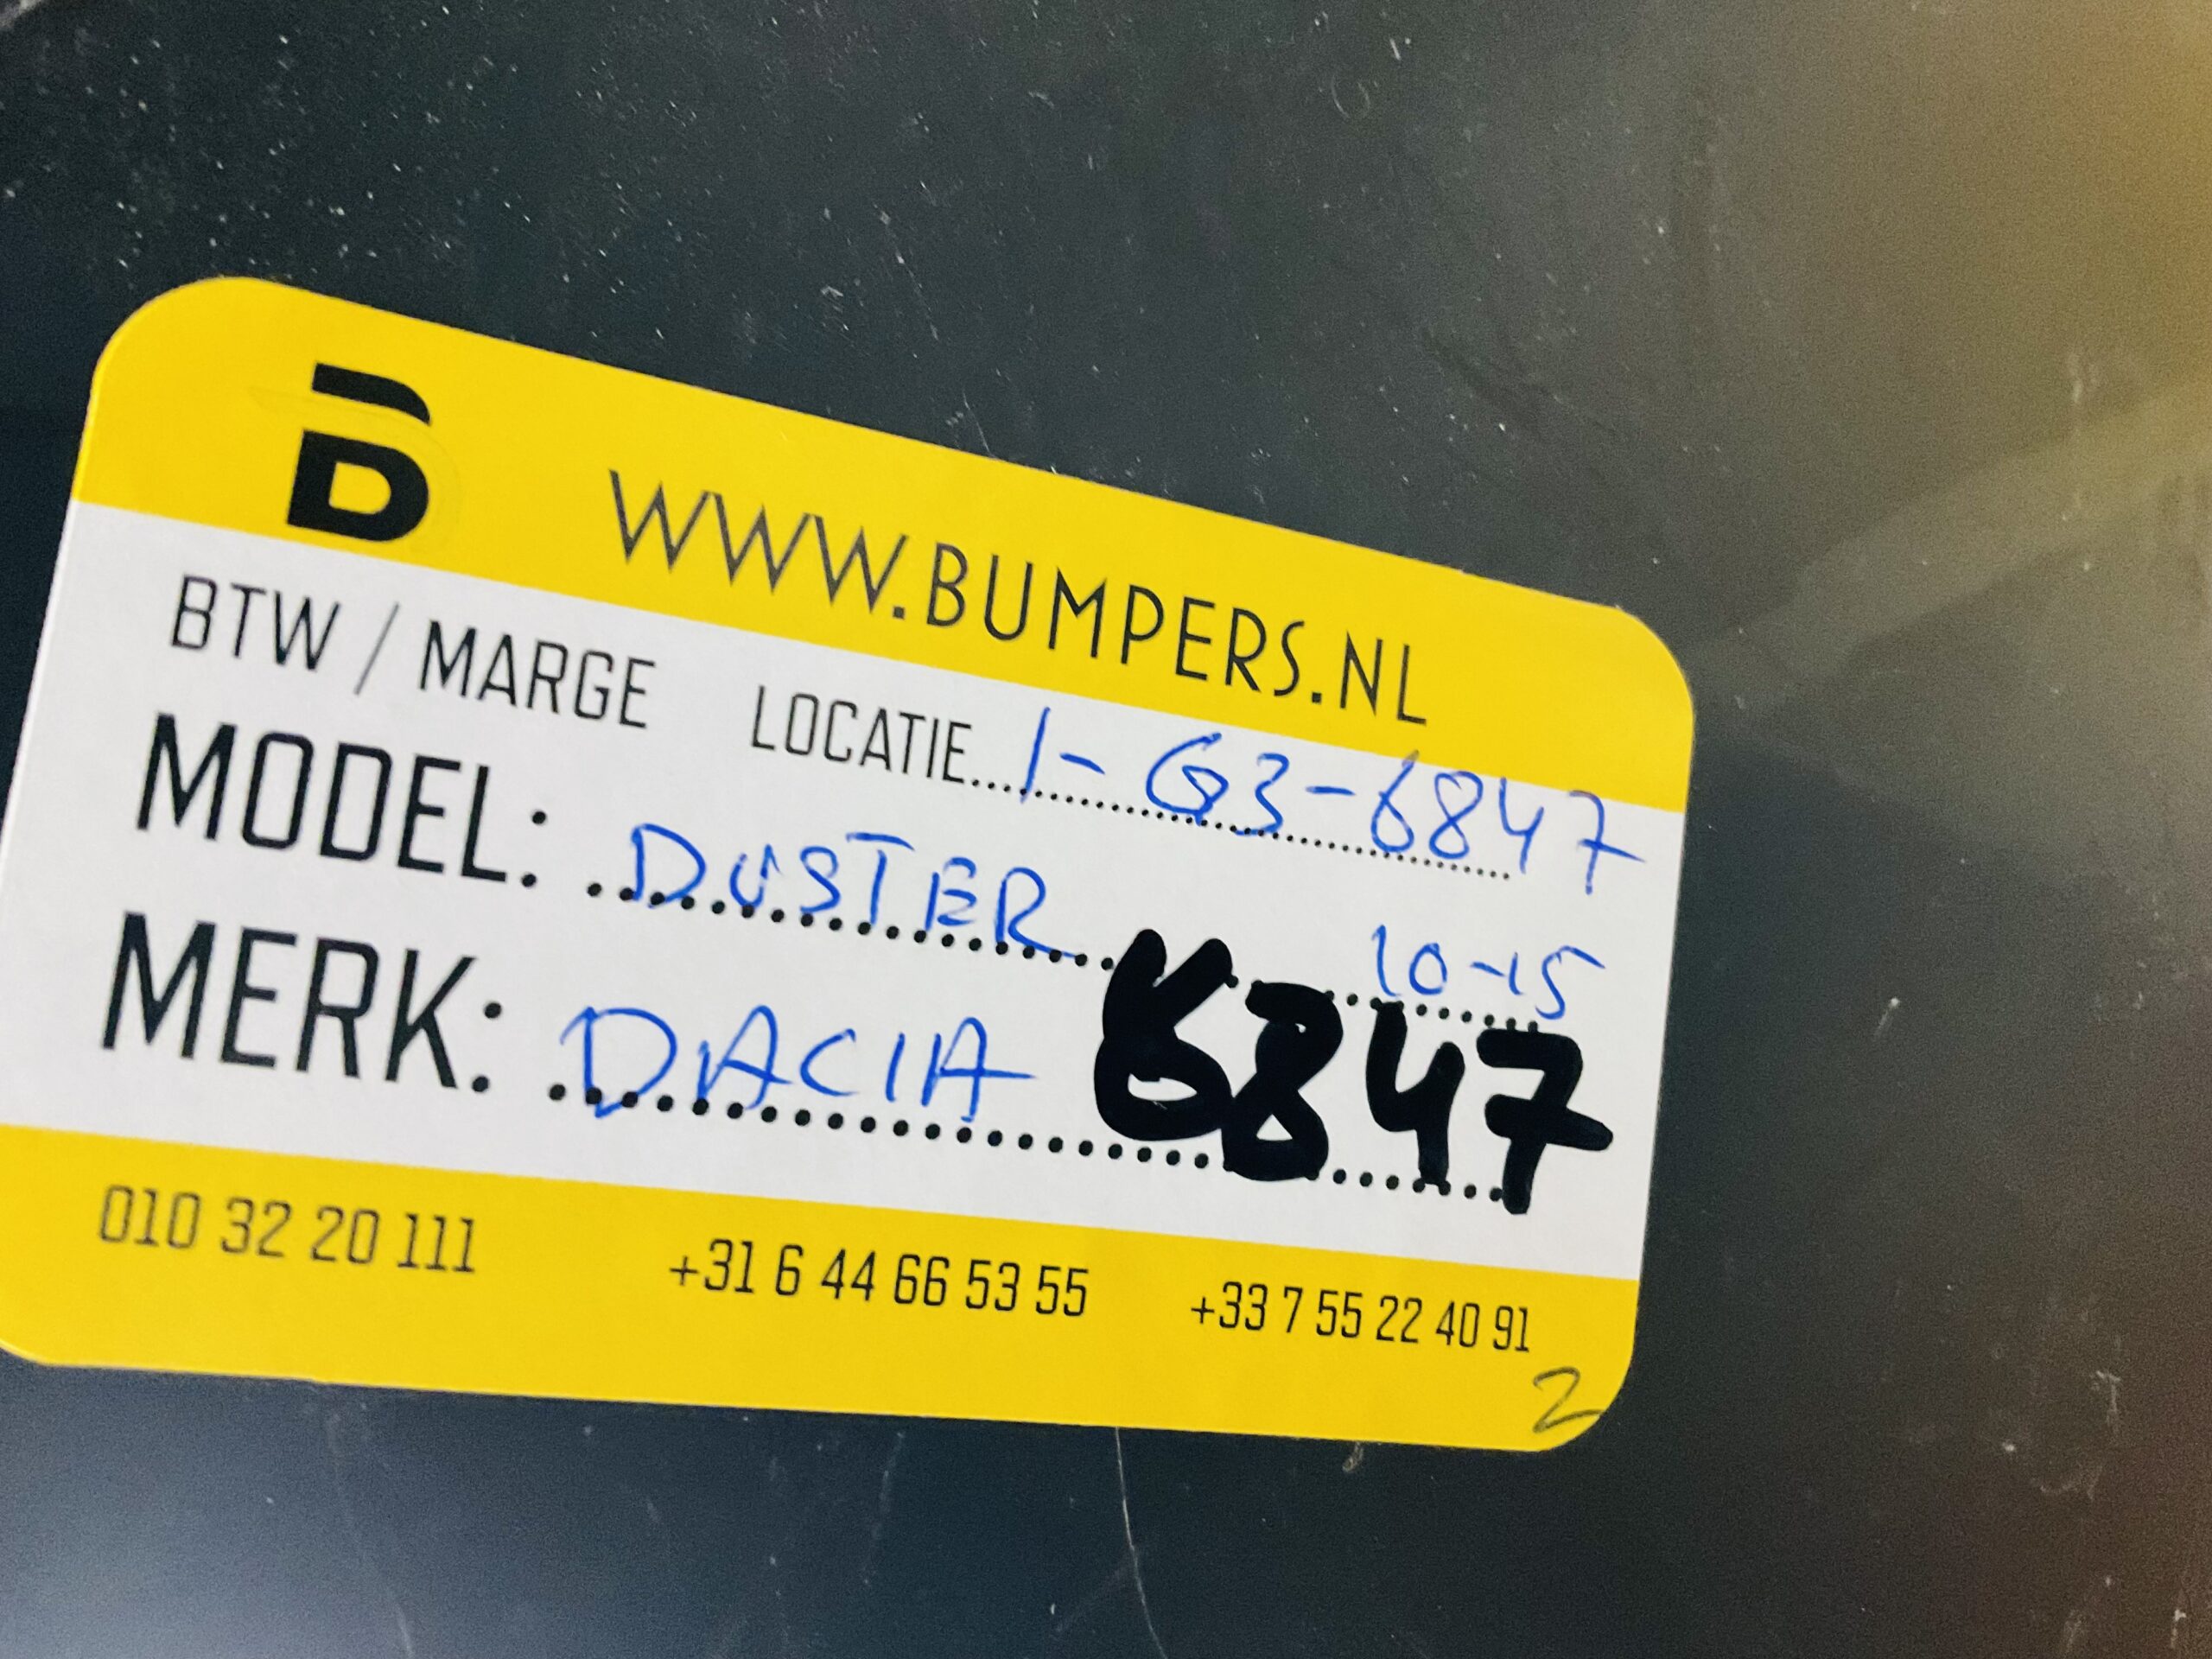 B WWW.BUMPERS.NL
BTW / MARGE LOCATIE... 1-G3-6847
MODEL: DUSTER 10-15
MERK: DACIA 6847
010 32 20 111 +31 6 44 66 53 55 +33 7 55 22 40 91
2